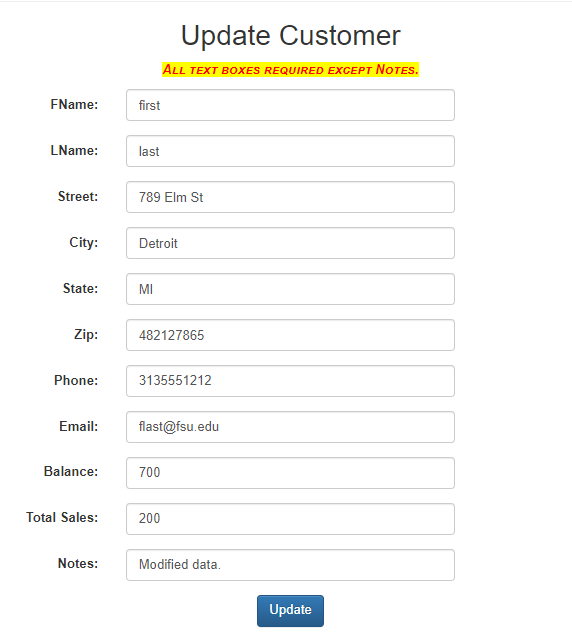 Update Customer
All text boxes required except Notes.
FName: first
LName: last
Street: 789 Elm St
City: Detroit
State: MI
Zip: 482127865
Phone: 3135551212
Email: flast@fsu.edu
Balance: 700
Total Sales: 200
Notes: Modified data.
Update